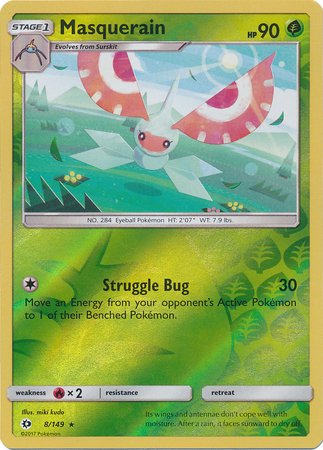 STAGE1 Masquerain HP 90
Evolves from Surskit
NO. 284 Eyeball Pokémon HT: 2'07" WT: 7.9 lbs.
Struggle Bug 30
Move an Energy from your opponent's Active Pokémon
to 1 of their Benched Pokémon.
Illus. miki kudo
8/149 ★
©2017 Pokémon
weakness × 2 resistance retreat
Its wings and antennae don't cope well with
moisture. After a rain, it faces sunward to dry off.